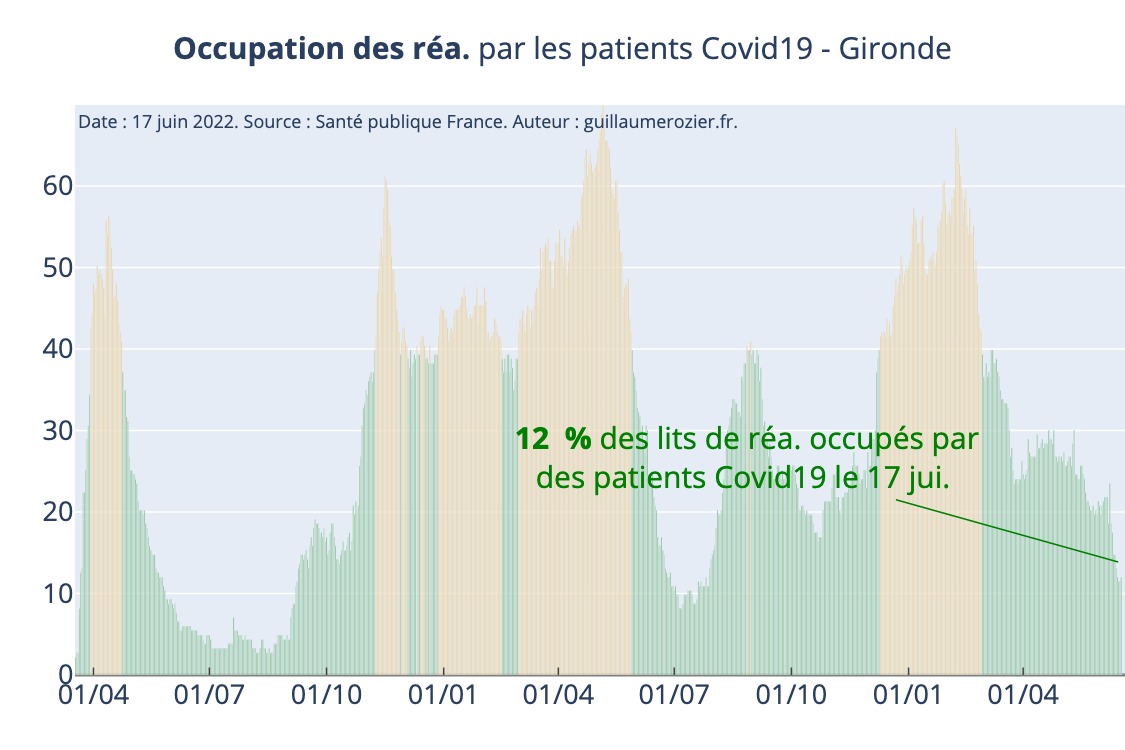 Occupation des réa. par les patients Covid19 - Gironde
Date : 17 juin 2022. Source : Santé publique France. Auteur : guillaumerozier.fr.
60
50
40
30
12  % des lits de réa. occupés par
des patients Covid19 le 17 jui.
20
10
0
01/04 01/07 01/10 01/01 01/04 01/07 01/10 01/01 01/04